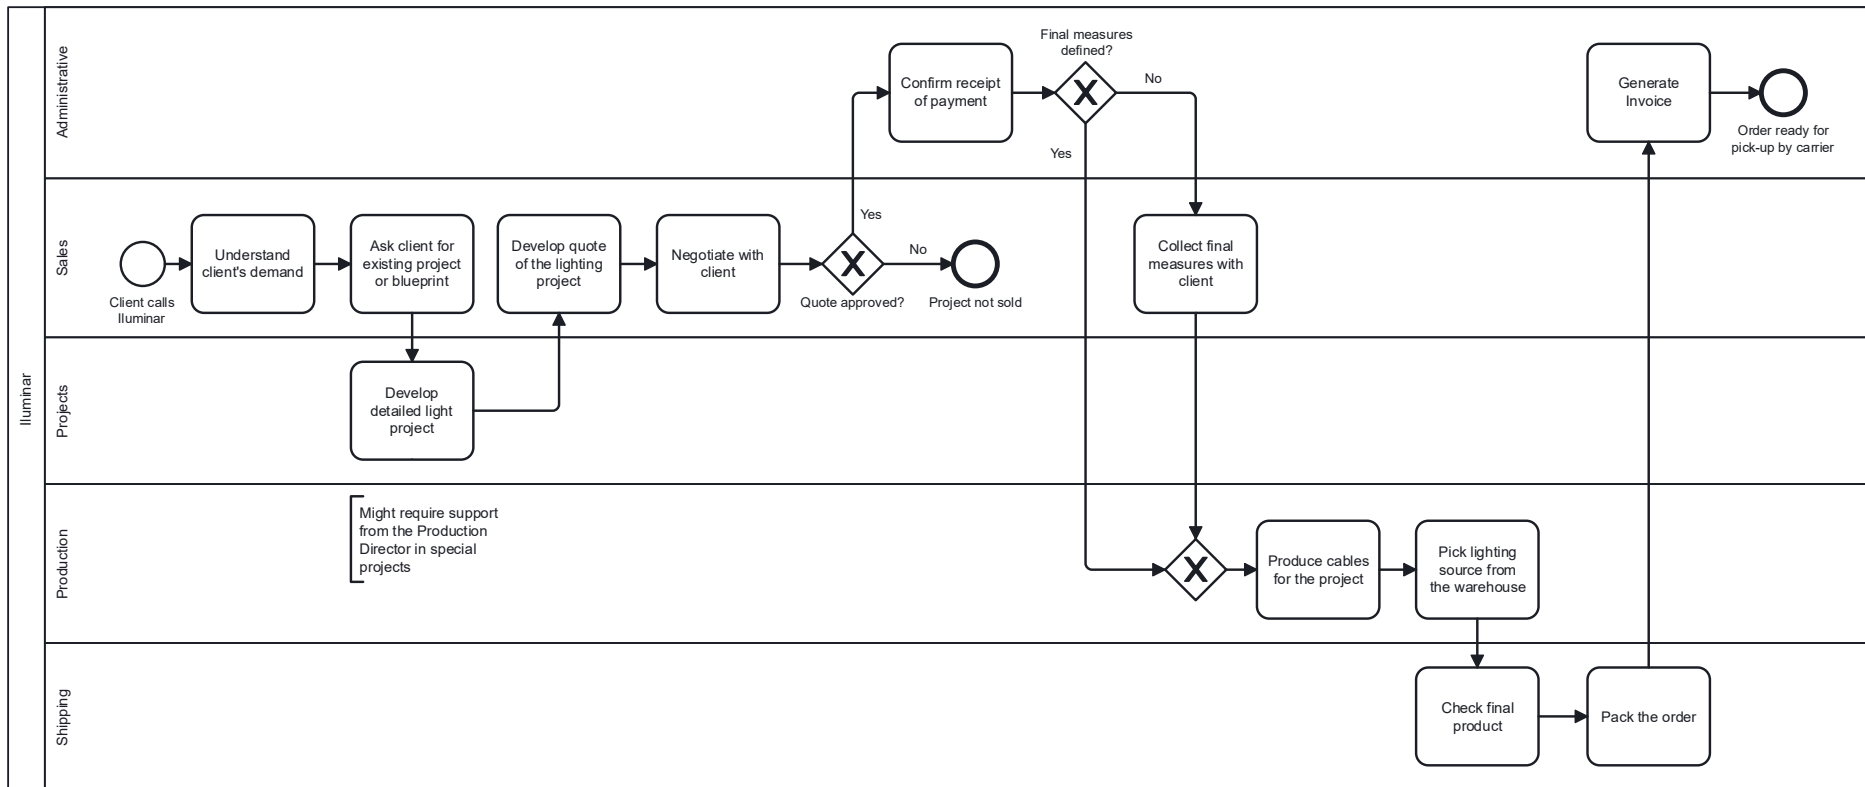 Iluminar
Administrative
Confirm receipt
of payment
Final measures
defined?
No
Yes
Generate
Invoice
Order ready for
pick-up by carrier
Sales
Client calls
Iluminar
Understand
client's demand
Ask client for
existing project
or blueprint
Develop quote
of the lighting
project
Negotiate with
client
Yes
Quote approved?
No
Project not sold
Collect final
measures with
client
Projects
Develop
detailed light
project
Production
Might require support
from the Production
Director in special
projects
Produce cables
for the project
Pick lighting
source from
the warehouse
Shipping
Check final
product
Pack the order